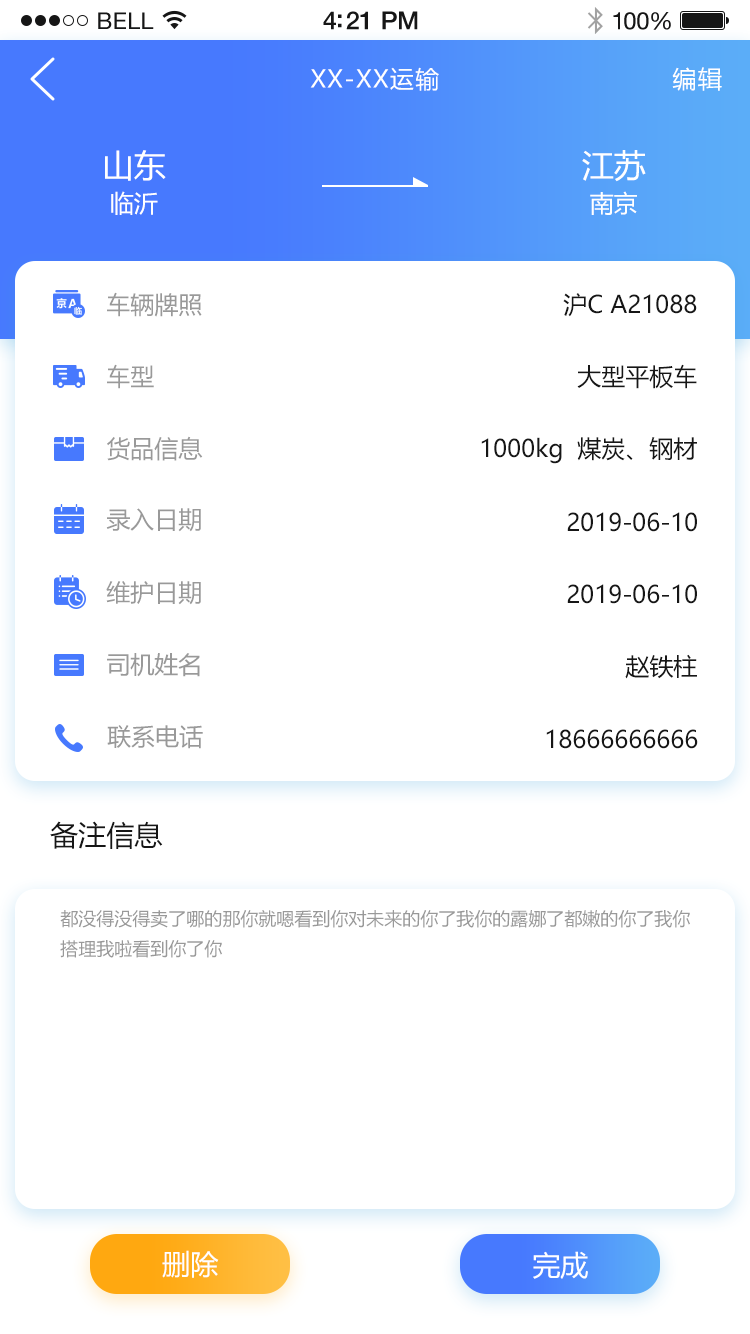 BELL 4:21 PM 100%
XX-XX运输 编辑
山东 江苏
临沂 南京
京A临 车辆牌照 沪C A21088
车型 大型平板车
货品信息 1000kg 煤炭、钢材
录入日期 2019-06-10
维护日期 2019-06-10
司机姓名 赵铁柱
联系电话 18666666666
备注信息
都没得没得卖了哪的那你就嗯看到你对未来的你了我你的露娜了都嫩的你了我你
搭理我啦看到你了你
删除 完成